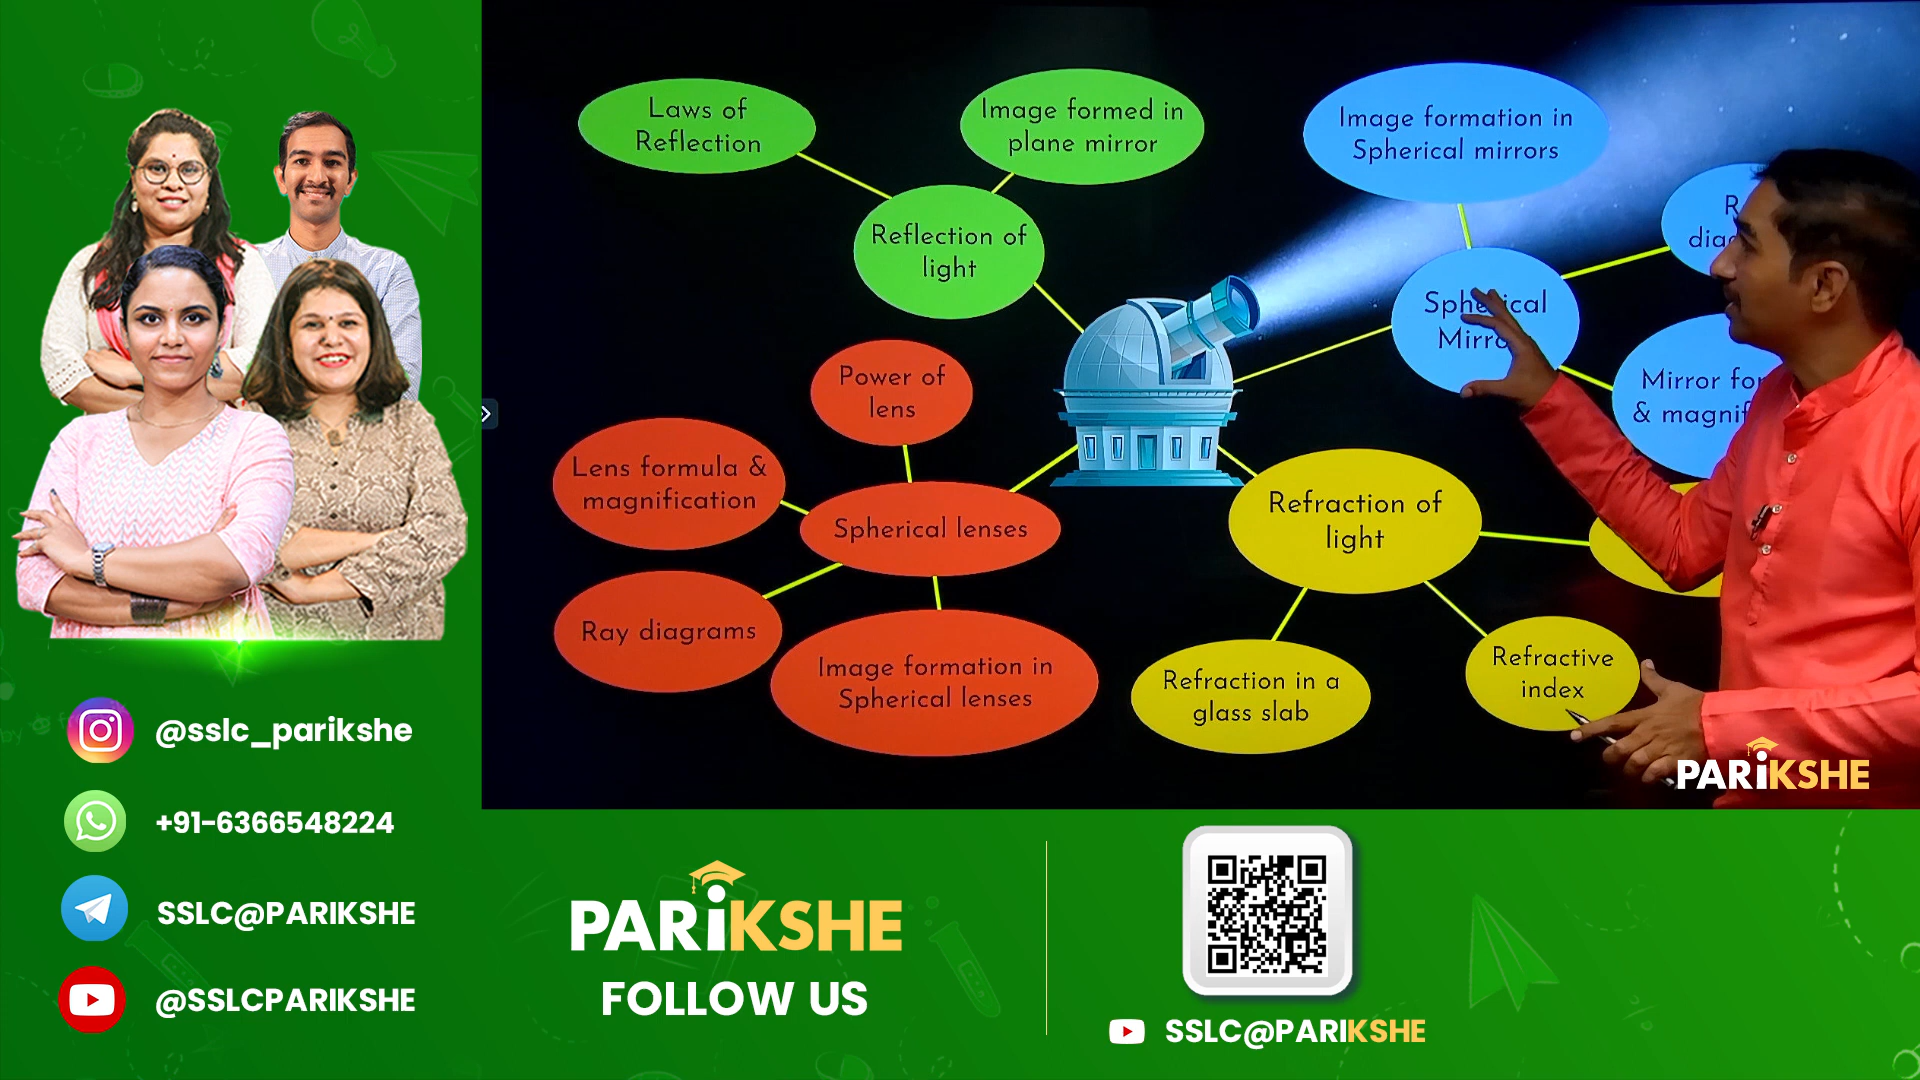 Laws of
Reflection
Image formed in
plane mirror
Image formation in
Spherical mirrors
Reflection of
light
Spherical
Power of
lens
Mirror
& 
Lens formula &
magnification
Spherical lenses
Refraction of
light
Ray diagrams
Image formation in
Spherical lenses
Refraction in a
glass slab
Refractive
index
PARiKSHE
@sslc_parikshe
+91-6366548224
SSLC@PARIKSHE
@SSLCPARIKSHE
PARiKSHE
FOLLOW US
SSLC@PARIKSHE